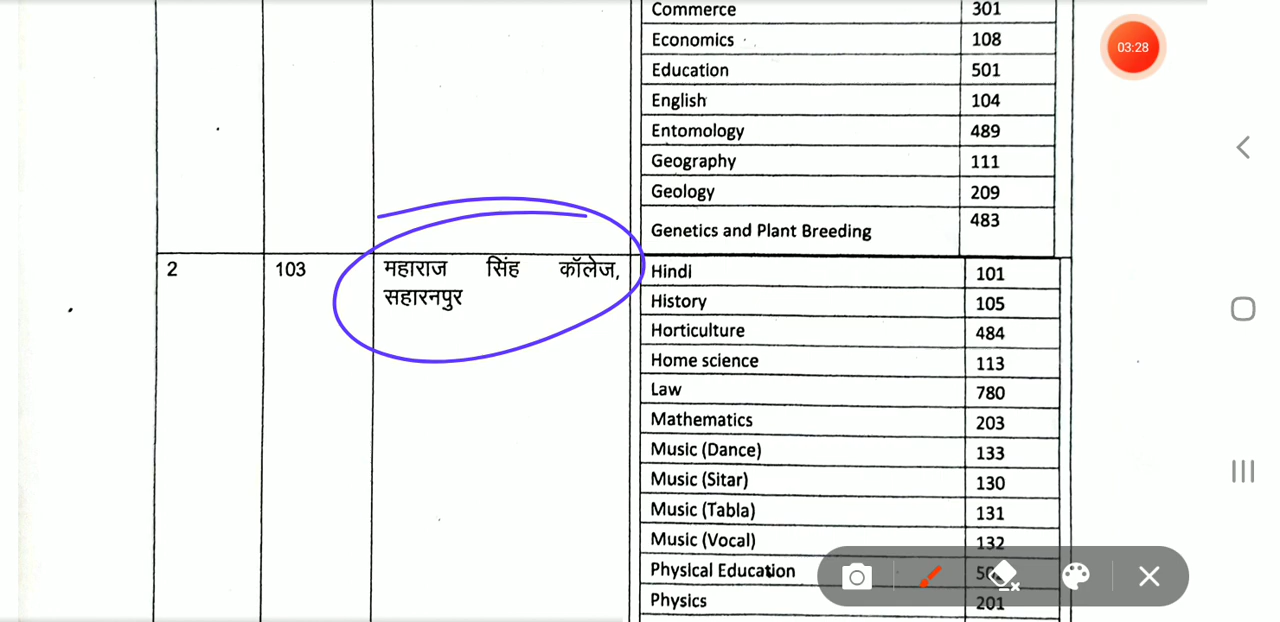 Commerce 301
Economics 108
Education 501
English 104
Entomology 489
Geography 111
Geology 209
Genetics and Plant Breeding 483
2 103 महाराज सिंह कॉलेज, सहारनपुर
Hindi 101
History 105
Horticulture 484
Home science 113
Law 780
Mathematics 203
Music (Dance) 133
Music (Sitar) 130
Music (Tabla) 131
Music (Vocal) 132
Physical Education
Physics 201
03:28